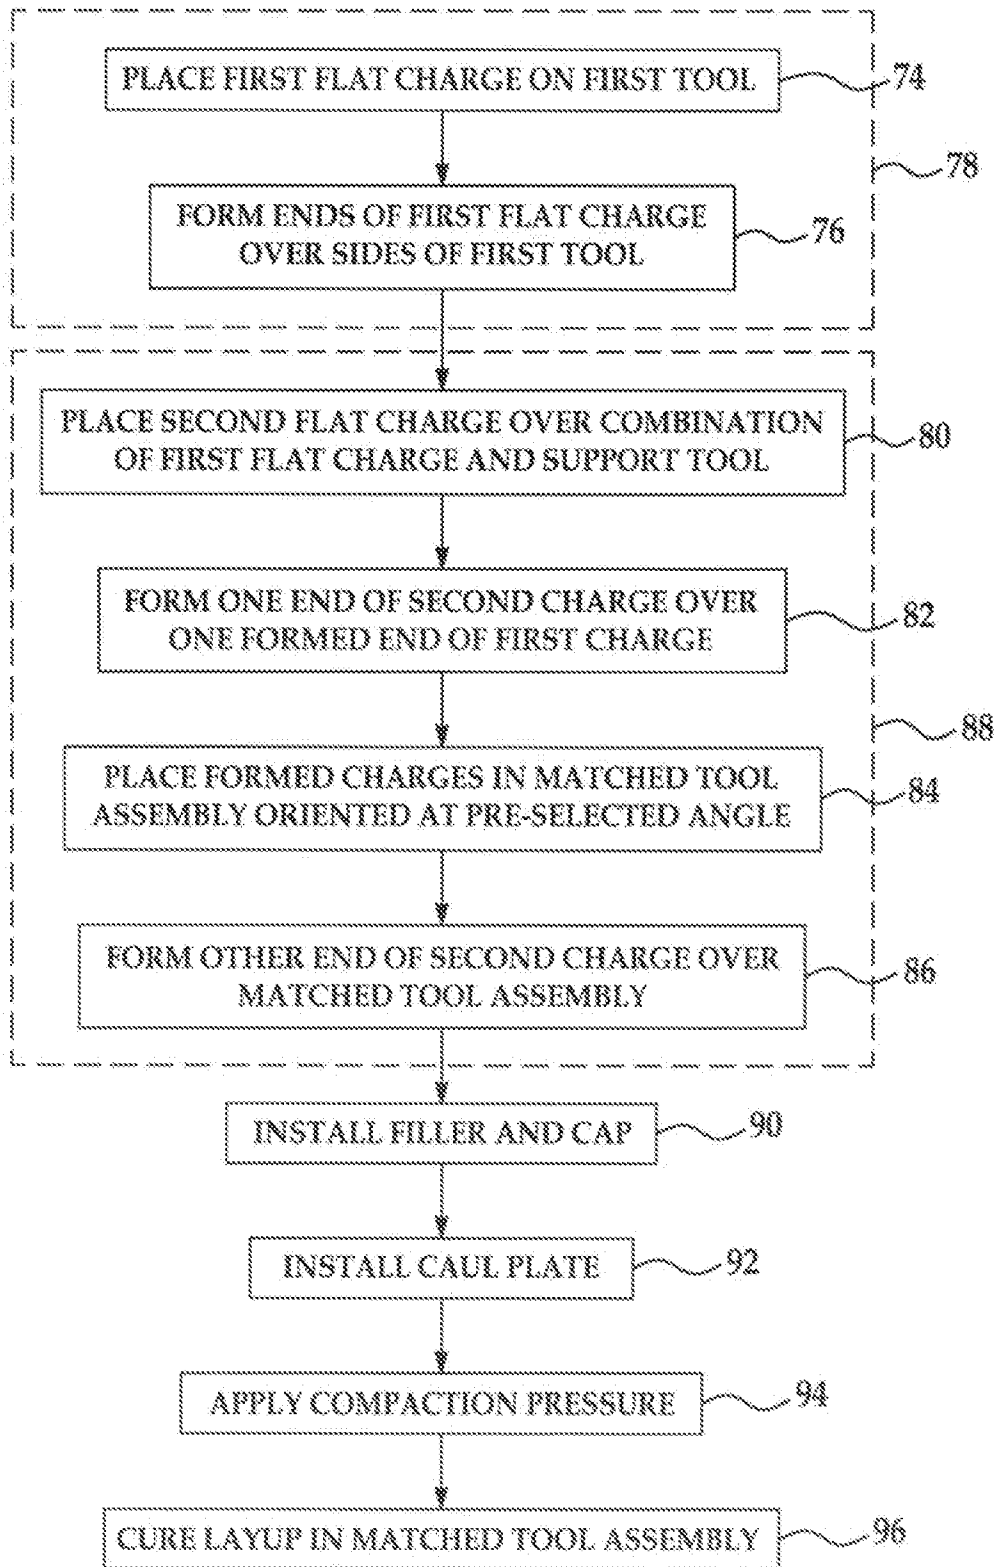 PLACE FIRST FLAT CHARGE ON FIRST TOOL
74
78
FORM ENDS OF FIRST FLAT CHARGE
OVER SIDES OF FIRST TOOL
76
PLACE SECOND FLAT CHARGE OVER COMBINATION
OF FIRST FLAT CHARGE AND SUPPORT TOOL
80
FORM ONE END OF SECOND CHARGE OVER
ONE FORMED END OF FIRST CHARGE
82
88
PLACE FORMED CHARGES IN MATCHED TOOL
ASSEMBLY ORIENTED AT PRE-SELECTED ANGLE
84
FORM OTHER END OF SECOND CHARGE OVER
MATCHED TOOL ASSEMBLY
86
INSTALL FILLER AND CAP
90
INSTALL CAUL PLATE
92
APPLY COMPACTION PRESSURE
94
CURE LAYUP IN MATCHED TOOL ASSEMBLY
96